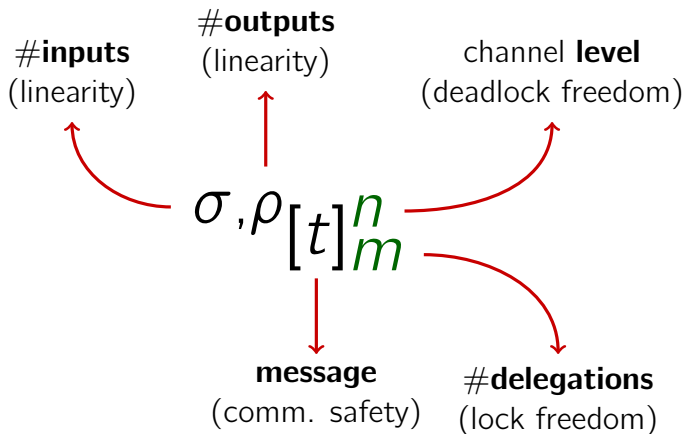 #inputs
(linearity)
#outputs
(linearity)
channel level
(deadlock freedom)
σ,ρ[t]nm
message
(comm. safety)
#delegations
(lock freedom)